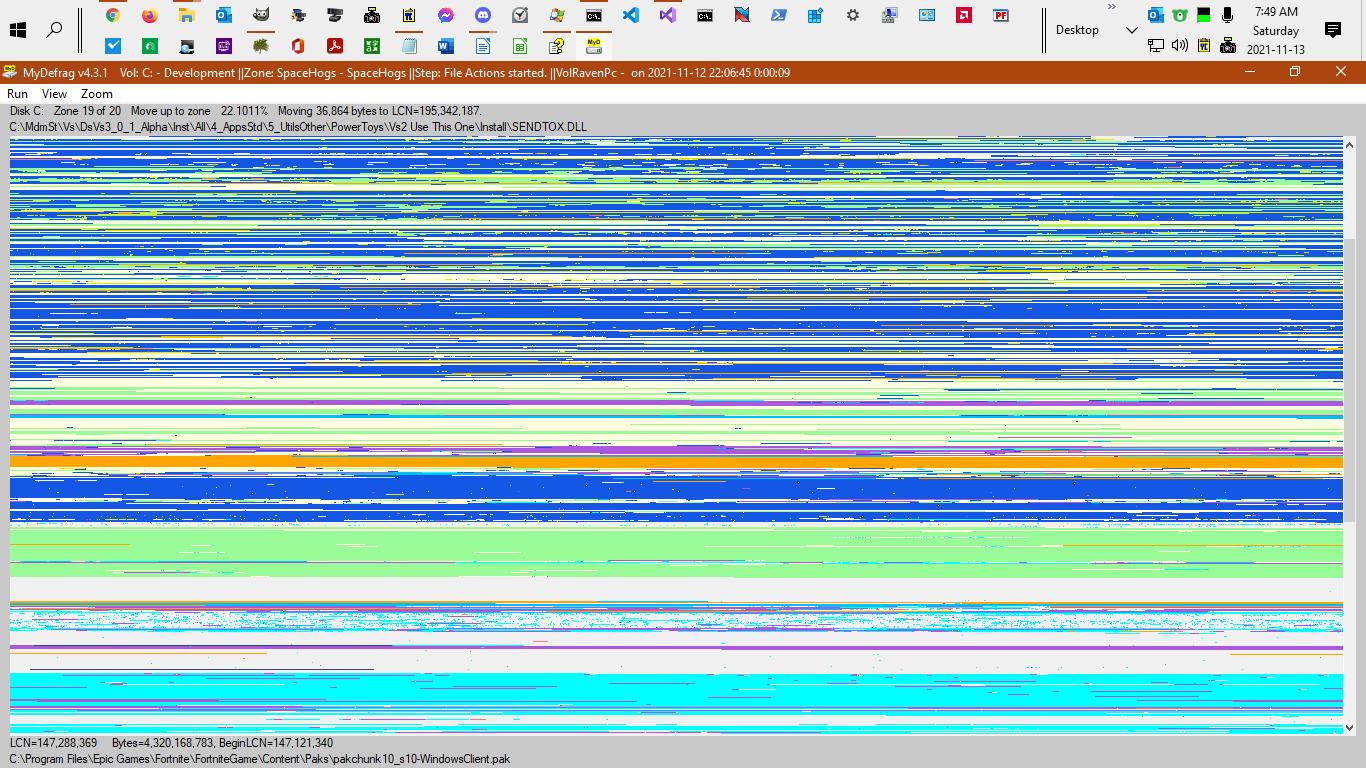 7:49 AM
Desktop
Saturday
2021-11-13
MyDefrag v4.3.1 Vol: C: - Development ||Zone: SpaceHogs - SpaceHogs ||Step: File Actions started. ||VolRavenPc - on 2021-11-12 22:06:45 0:00:09
Run View Zoom
Disk C: Zone 19 of 20 Move up to zone 22.1011% Moving 36,864 bytes to LCN=195,342,187.
C:\MdmSt\Vs\DsVs3_0_1_Alpha\Inst\All\4_AppsStd\5_UtilsOther\PowerToys\Vs2 Use This One\Install\SENDTOX.DLL
LCN=147,288,369 Bytes=4,320,168,783, BeginLCN=147,121,340
C:\Program Files\Epic Games\Fortnite\FortniteGame\Content\Paks\pakchunk10_s10-WindowsClient.pak